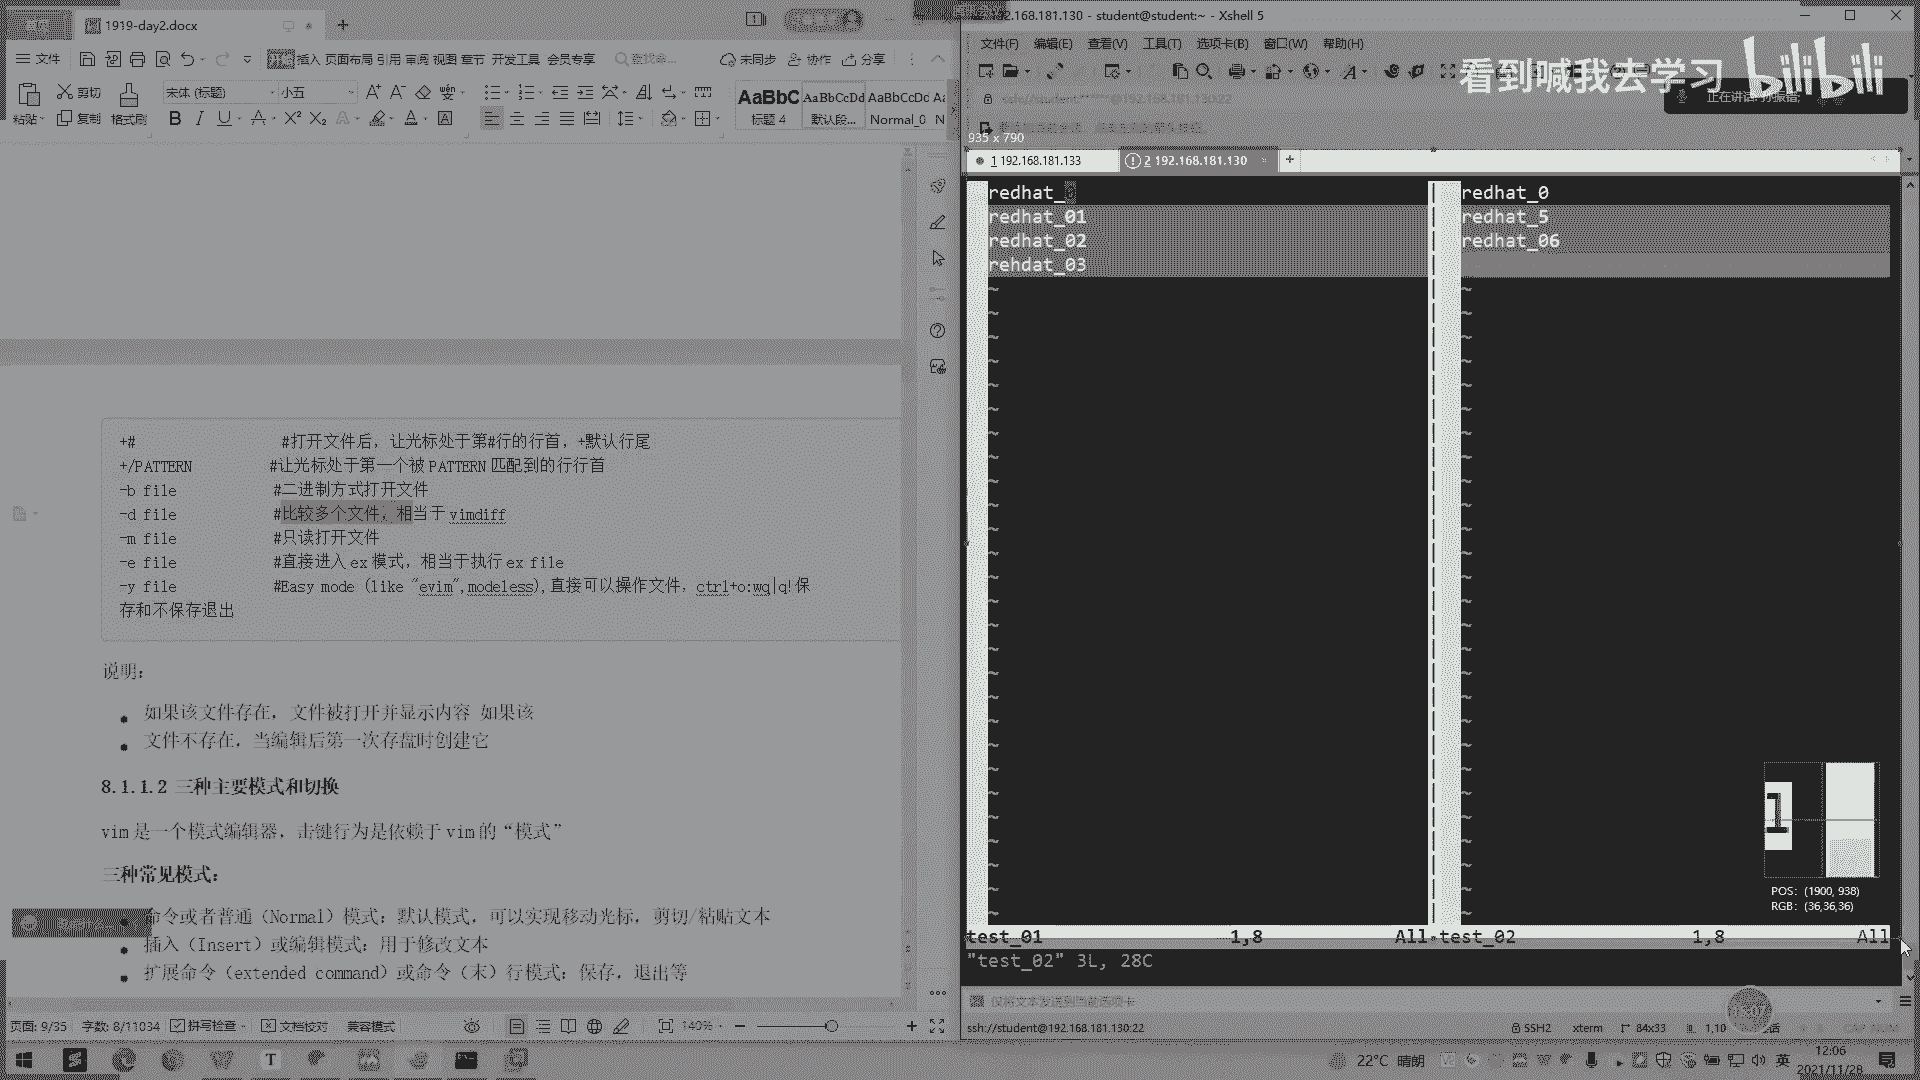 1919-day2.docx
文件 插入 页面布局 引用 审阅 视图 章节 开发工具 会员专享 查找命... 未同步 协作 分享
粘贴 剪切 复制 格式刷 宋体 (标题) 小五 AaBbC AaBbCcDd AaBbCcDd
标题 4 默认段... Normal_0
+# #打开文件后，让光标处于第#行的行首，+默认行尾
+/PATTERN #让光标处于第一个被 PATTERN 匹配到的行行首
-b file #二进制方式打开文件
-d file #比较多个文件，相当于 vimdiff
-m file #只读打开文件
-e file #直接进入 ex 模式，相当于执行 ex file
-y file #Easy mode (like "evim",modeless),直接可以操作文件，ctrl+o:wq|q!保
存和不保存退出
说明：
如果该文件存在，文件被打开并显示内容 如果该
文件不存在，当编辑后第一次存盘时创建它
8.1.1.2 三种主要模式和切换
vim 是一个模式编辑器，击键行为是依赖于 vim 的“模式”
三种常见模式：
命令或者普通（Normal）模式：默认模式，可以实现移动光标，剪切/粘贴文本
插入（Insert）或编辑模式：用于修改文本
扩展命令（extended command）或命令（末）行模式：保存，退出等
页面: 9/35 字数: 8/11034 拼写检查 文档校对 兼容模式 140%
.168.181.130 - student@student:~ - Xshell 5
文件(F) 编辑(E) 查看(V) 工具(T) 选项卡(B) 窗口(W) 帮助(H)
看到喊我去学习 bilibili
935 x 790
1 192.168.181.133 2 192.168.181.130
redhat_0
redhat_01
redhat_02
rehdat_03
redhat_0
redhat_5
redhat_06
POS: (1900, 938)
RGB: (36,36,36)
test_01 1,8 All test_02 1,8 All
"test_02" 3L, 28C
仅将文本发送到当前选项卡
ssh://student@192.168.181.130:22 SSH2 xterm 84x33 1,10
22°C 晴朗 英 12:06
2021/11/28